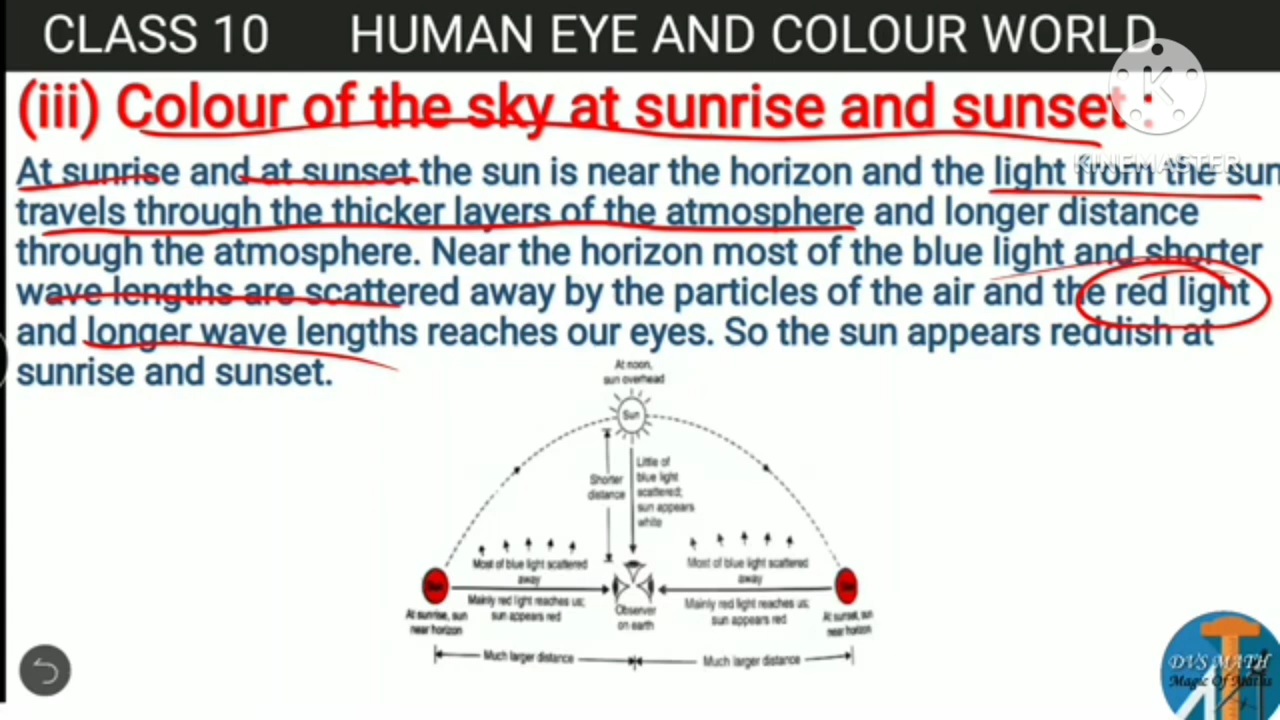 CLASS 10 HUMAN EYE AND COLOUR WORLD
K
KINEMASTER
(iii) Colour of the sky at sunrise and sunset :
At sunrise and at sunset the sun is near the horizon and the light from the sun
travels through the thicker layers of the atmosphere and longer distance
through the atmosphere. Near the horizon most of the blue light and shorter
wave lengths are scattered away by the particles of the air and the red light
and longer wave lengths reaches our eyes. So the sun appears reddish at
sunrise and sunset.
At noon,
sun overhead
Sun
Shorter
distance
Little of
blue light
scattered;
sun appears
white
Most of blue light scattered
away
Mainly red light reaches us;
sun appears red
At sunrise, sun
near horizon
Observer
on earth
Most of blue light scattered
away
Mainly red light reaches us;
sun appears red
At sunset, sun
near horizon
Much larger distance
Much larger distance
DVS MATH
Magic Of Maths